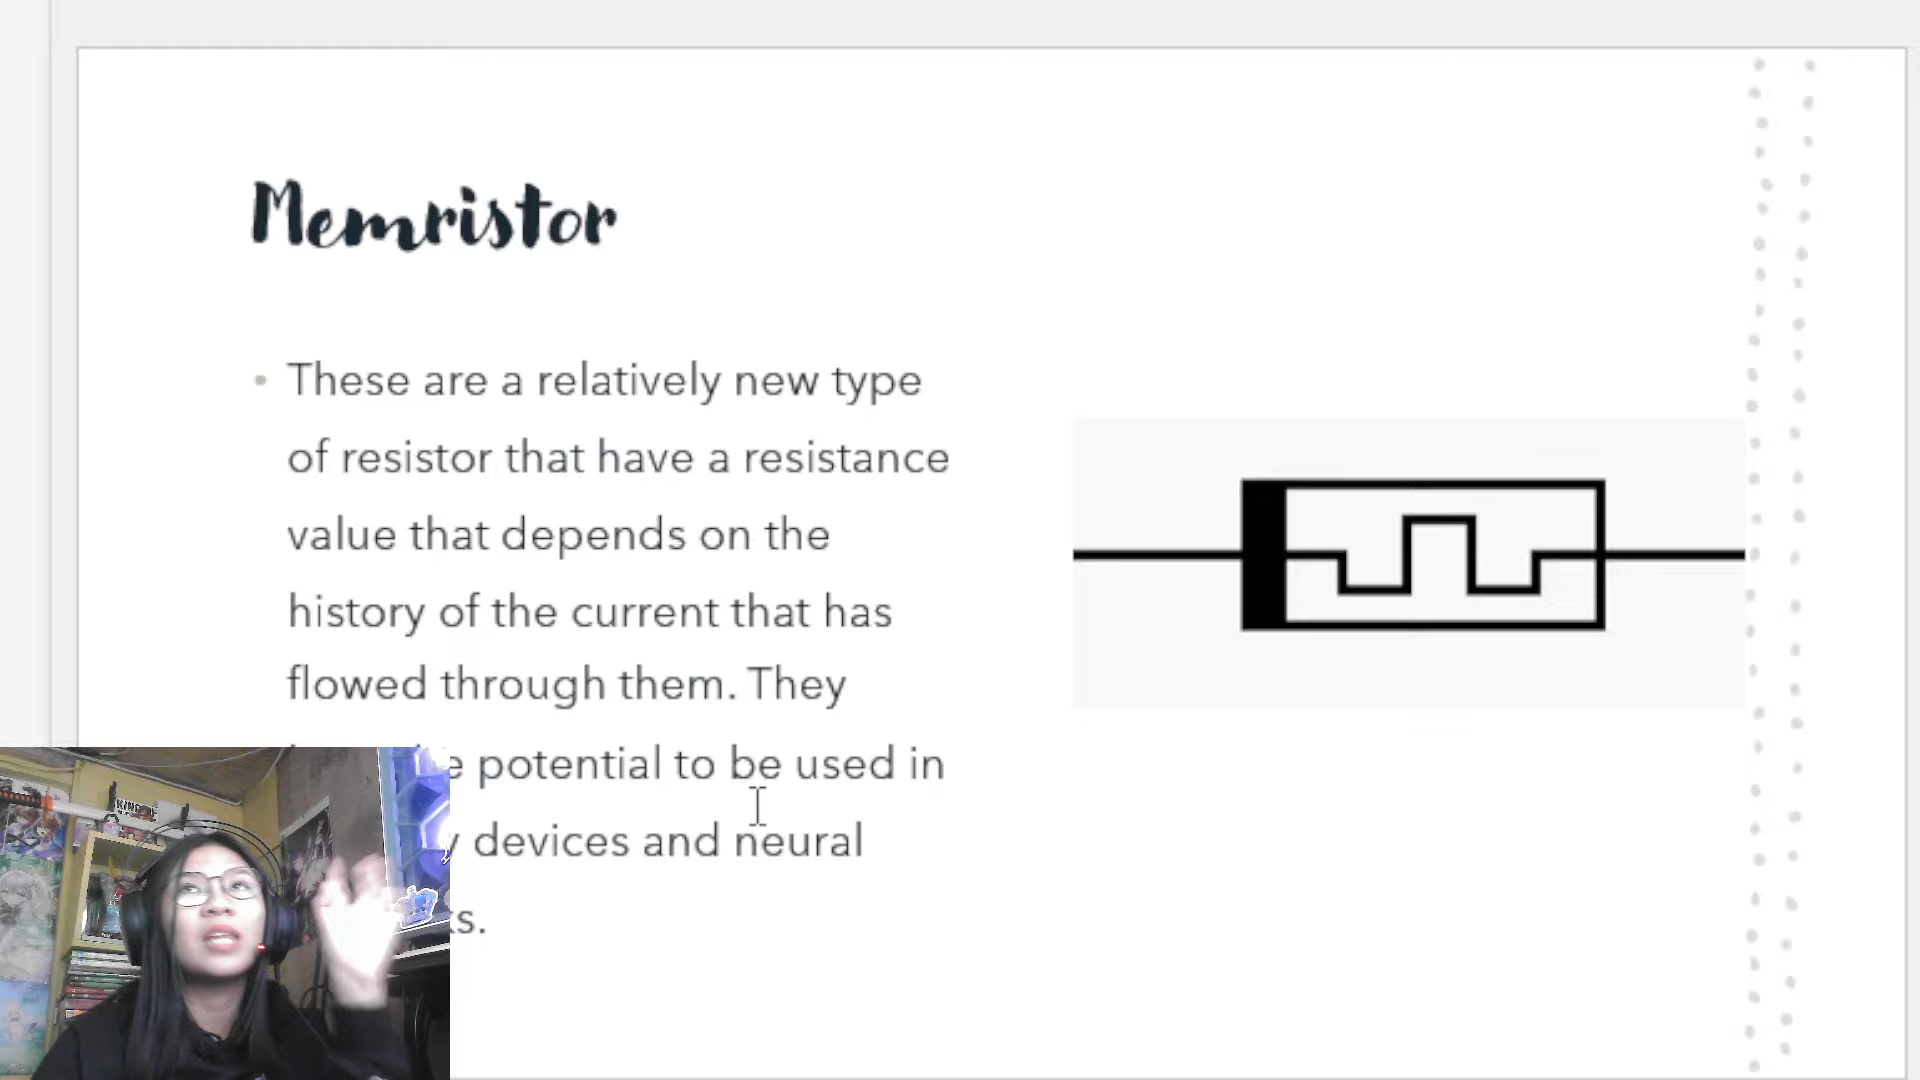 Memristor
• These are a relatively new type
of resistor that have a resistance
value that depends on the
history of the current that has
flowed through them. They
potential to be used in
devices and neural